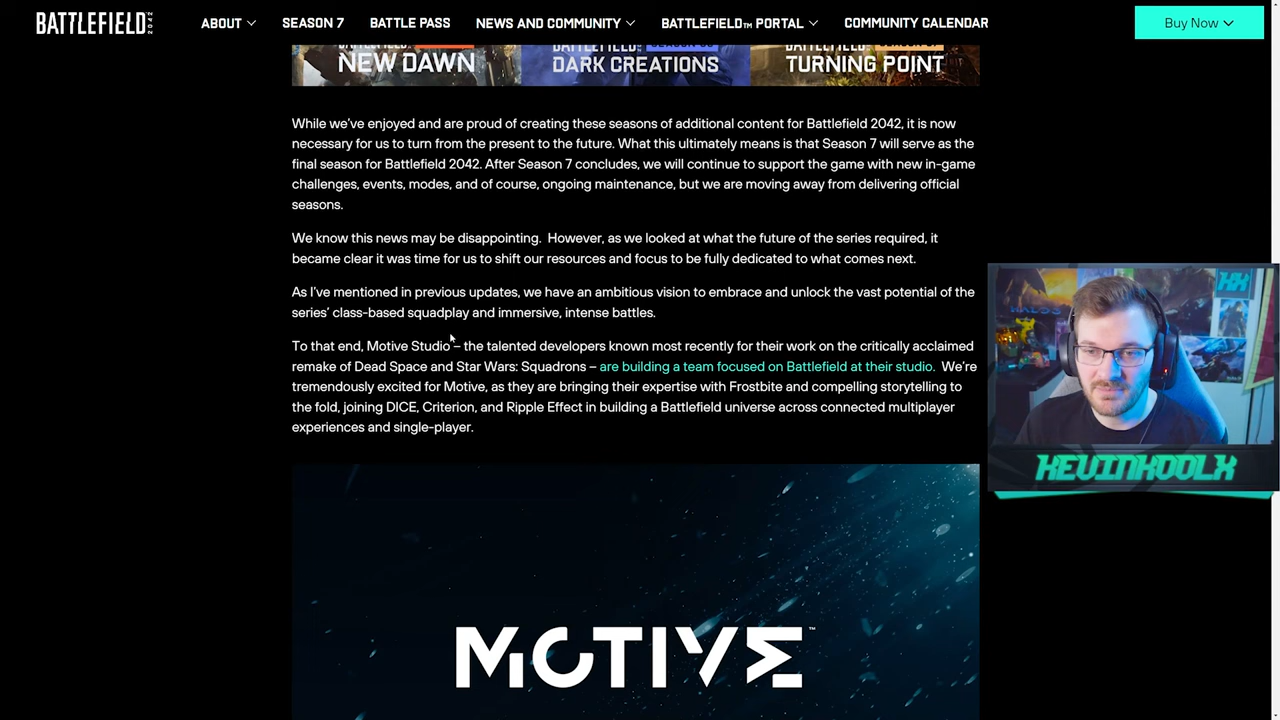 BATTLEFIELD 2042
ABOUT
SEASON 7
BATTLE PASS
NEWS AND COMMUNITY
BATTLEFIELD™ PORTAL
COMMUNITY CALENDAR
Buy Now
NEW DAWN
DARK CREATIONS
TURNING POINT
While we've enjoyed and are proud of creating these seasons of additional content for Battlefield 2042, it is now
necessary for us to turn from the present to the future. What this ultimately means is that Season 7 will serve as the
final season for Battlefield 2042. After Season 7 concludes, we will continue to support the game with new in-game
challenges, events, modes, and of course, ongoing maintenance, but we are moving away from delivering official
seasons.
We know this news may be disappointing.  However, as we looked at what the future of the series required, it
became clear it was time for us to shift our resources and focus to be fully dedicated to what comes next.
As I've mentioned in previous updates, we have an ambitious vision to embrace and unlock the vast potential of the
series' class-based squadplay and immersive, intense battles.
To that end, Motive Studio – the talented developers known most recently for their work on the critically acclaimed
remake of Dead Space and Star Wars: Squadrons – are building a team focused on Battlefield at their studio.  We're
tremendously excited for Motive, as they are bringing their expertise with Frostbite and compelling storytelling to
the fold, joining DICE, Criterion, and Ripple Effect in building a Battlefield universe across connected multiplayer
experiences and single-player.
KEVINKOOLX
MOTIVE™